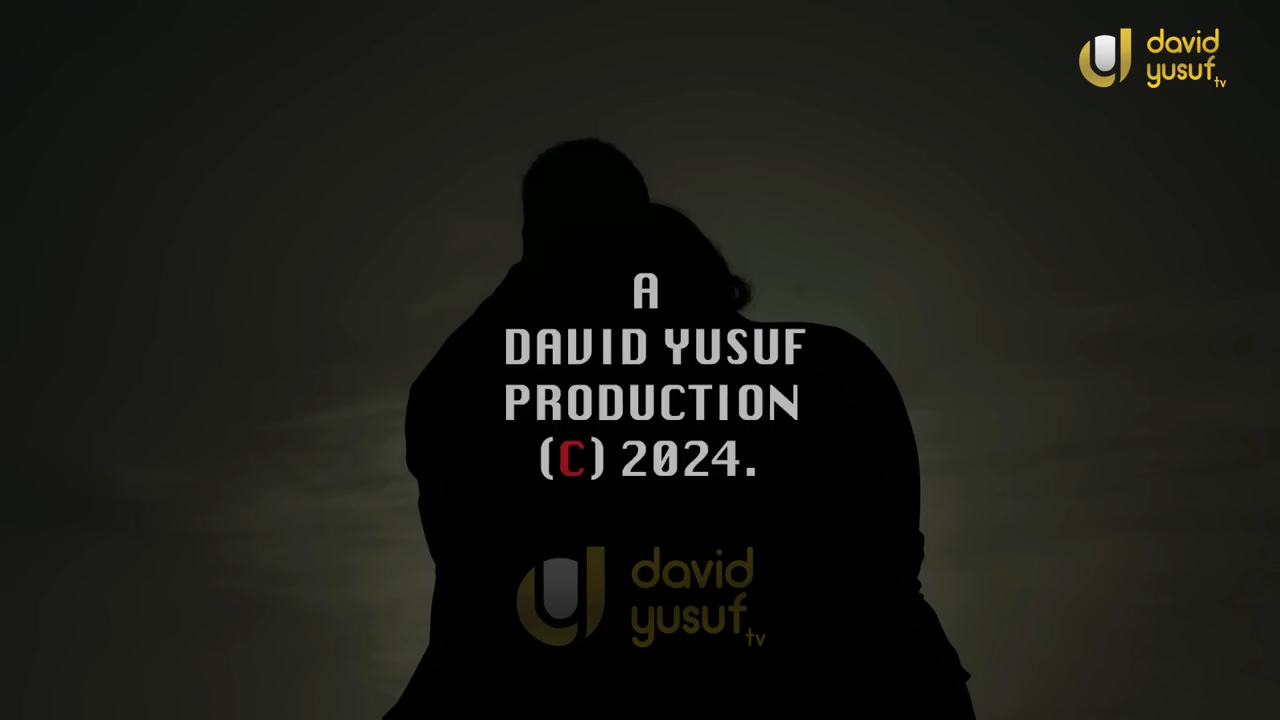 david
yusuf tv
A
DAVID YUSUF
PRODUCTION
(C) 2024.
david
yusuf tv